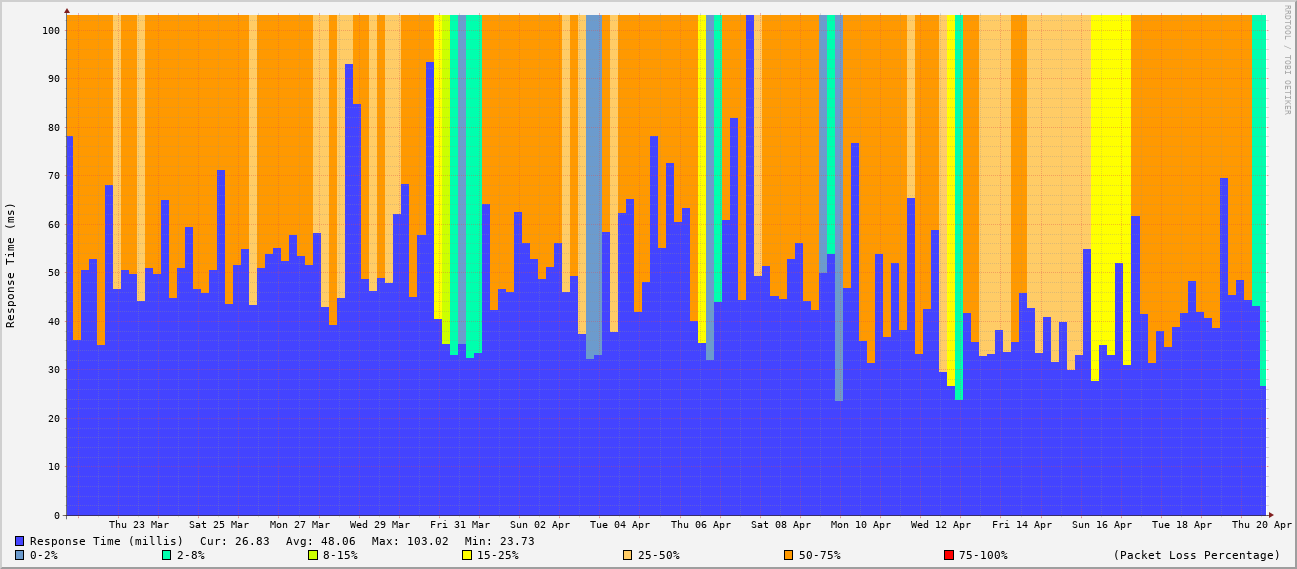 RRDTOOL / TOBI OETIKER
Response Time (ms)
100
90
80
70
60
50
40
30
20
10
0
Thu 23 Mar Sat 25 Mar Mon 27 Mar Wed 29 Mar Fri 31 Mar Sun 02 Apr Tue 04 Apr Thu 06 Apr Sat 08 Apr Mon 10 Apr Wed 12 Apr Fri 14 Apr Sun 16 Apr Tue 18 Apr Thu 20 Apr
Response Time (millis) Cur: 26.83 Avg: 48.06 Max: 103.02 Min: 23.73
0-2% 2-8% 8-15% 15-25% 25-50% 50-75% 75-100% (Packet Loss Percentage)